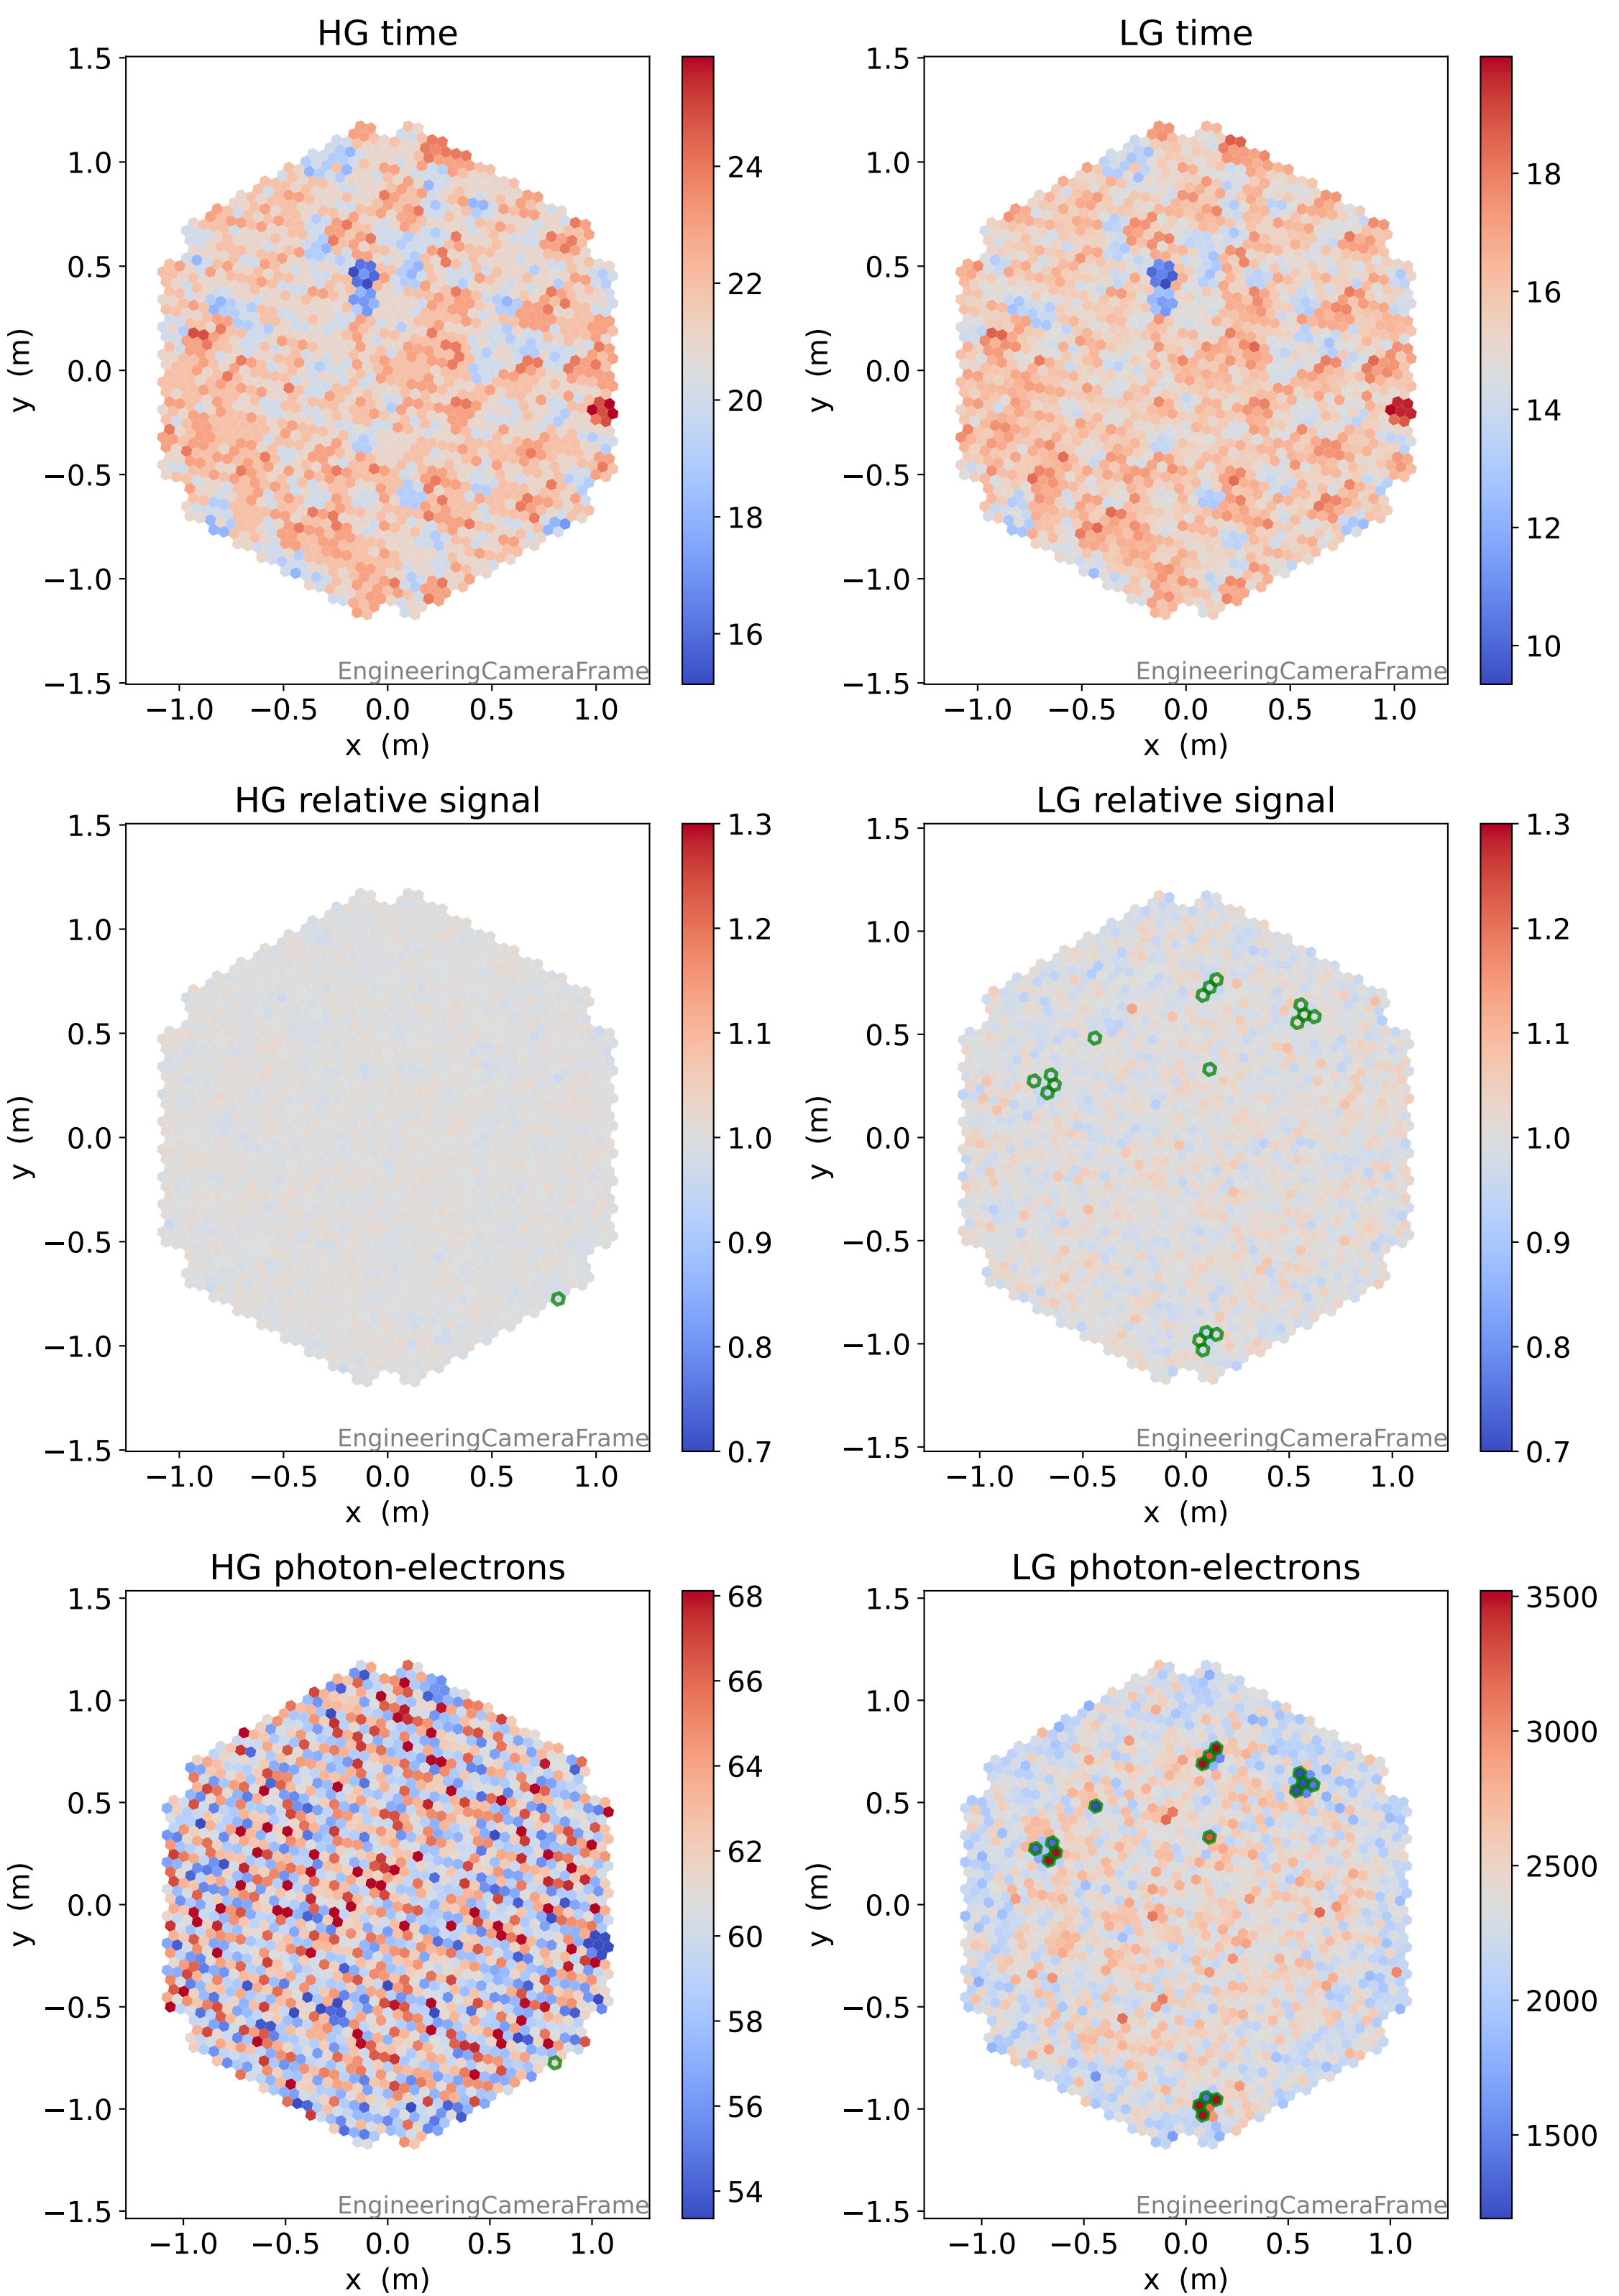 HG time
1.5
1.0
0.5
0.0
−0.5
−1.0
−1.5
y (m)
−1.0 −0.5 0.0 0.5 1.0
x (m)
EngineeringCameraFrame
24
22
20
18
16
LG time
1.5
1.0
0.5
0.0
−0.5
−1.0
−1.5
y (m)
−1.0 −0.5 0.0 0.5 1.0
x (m)
EngineeringCameraFrame
18
16
14
12
10
HG relative signal
1.5
1.0
0.5
0.0
−0.5
−1.0
−1.5
y (m)
−1.0 −0.5 0.0 0.5 1.0
x (m)
EngineeringCameraFrame
1.3
1.2
1.1
1.0
0.9
0.8
0.7
LG relative signal
1.5
1.0
0.5
0.0
−0.5
−1.0
−1.5
y (m)
−1.0 −0.5 0.0 0.5 1.0
x (m)
EngineeringCameraFrame
1.3
1.2
1.1
1.0
0.9
0.8
0.7
HG photon-electrons
1.5
1.0
0.5
0.0
−0.5
−1.0
−1.5
y (m)
−1.0 −0.5 0.0 0.5 1.0
x (m)
EngineeringCameraFrame
68
66
64
62
60
58
56
54
LG photon-electrons
1.5
1.0
0.5
0.0
−0.5
−1.0
−1.5
y (m)
−1.0 −0.5 0.0 0.5 1.0
x (m)
EngineeringCameraFrame
3500
3000
2500
2000
1500